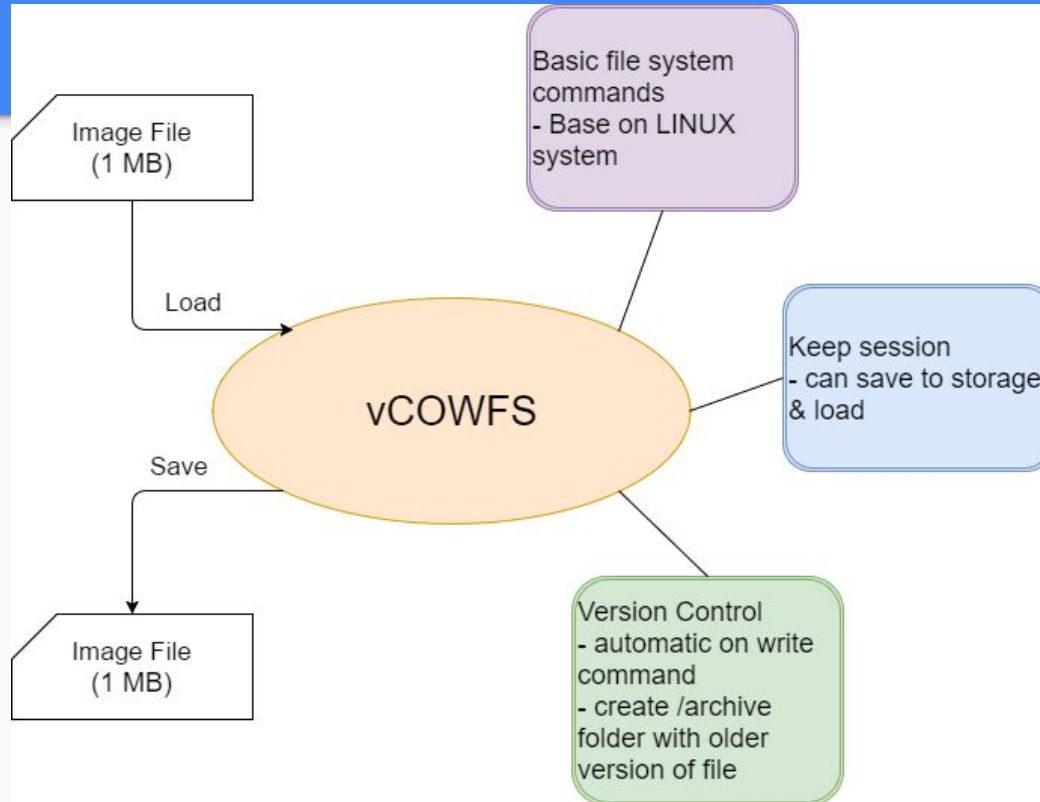 Image File
(1 MB)
Load
vCOWFS
Save
Image File
(1 MB)
Basic file system
commands
- Base on LINUX
system
Keep session
- can save to storage
& load
Version Control
- automatic on write
command
- create /archive
folder with older
version of file